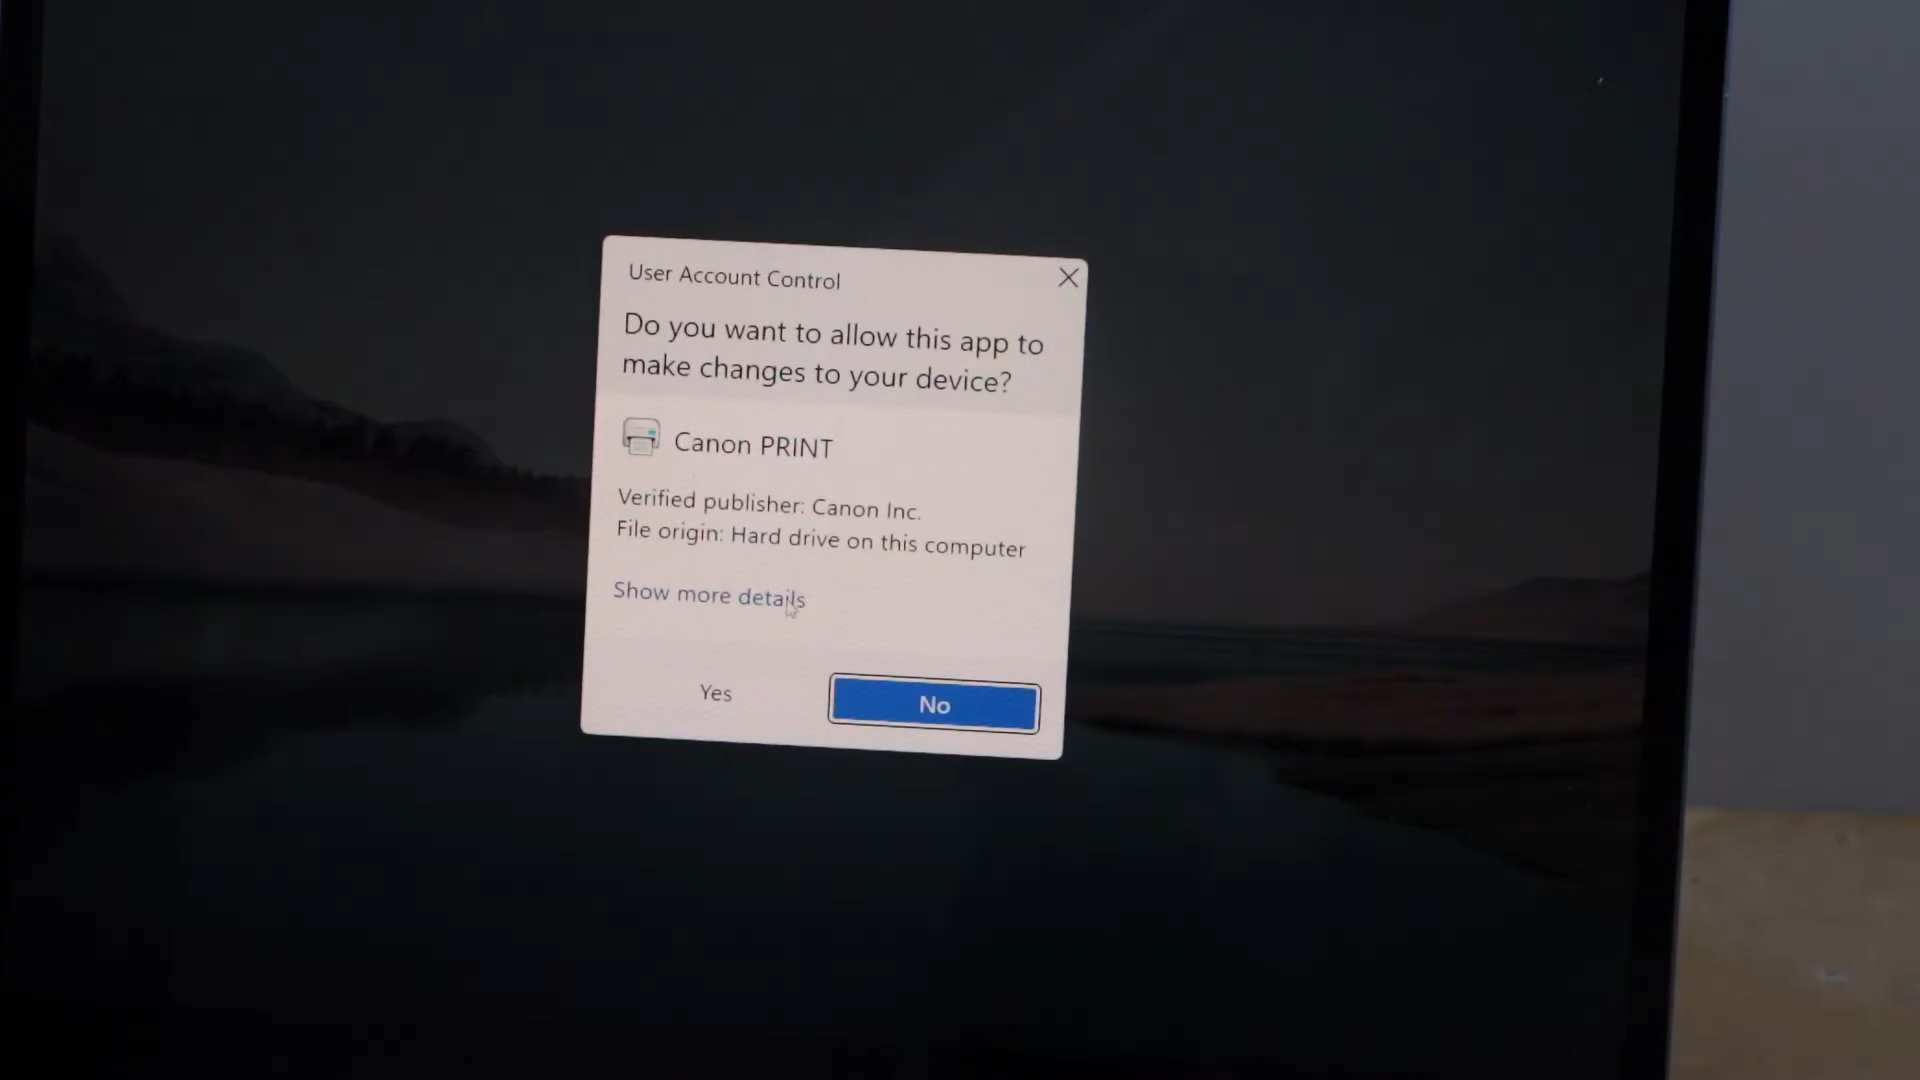 User Account Control
Do you want to allow this app to
make changes to your device?
Canon PRINT
Verified publisher: Canon Inc.
File origin: Hard drive on this computer
Show more details
Yes
No